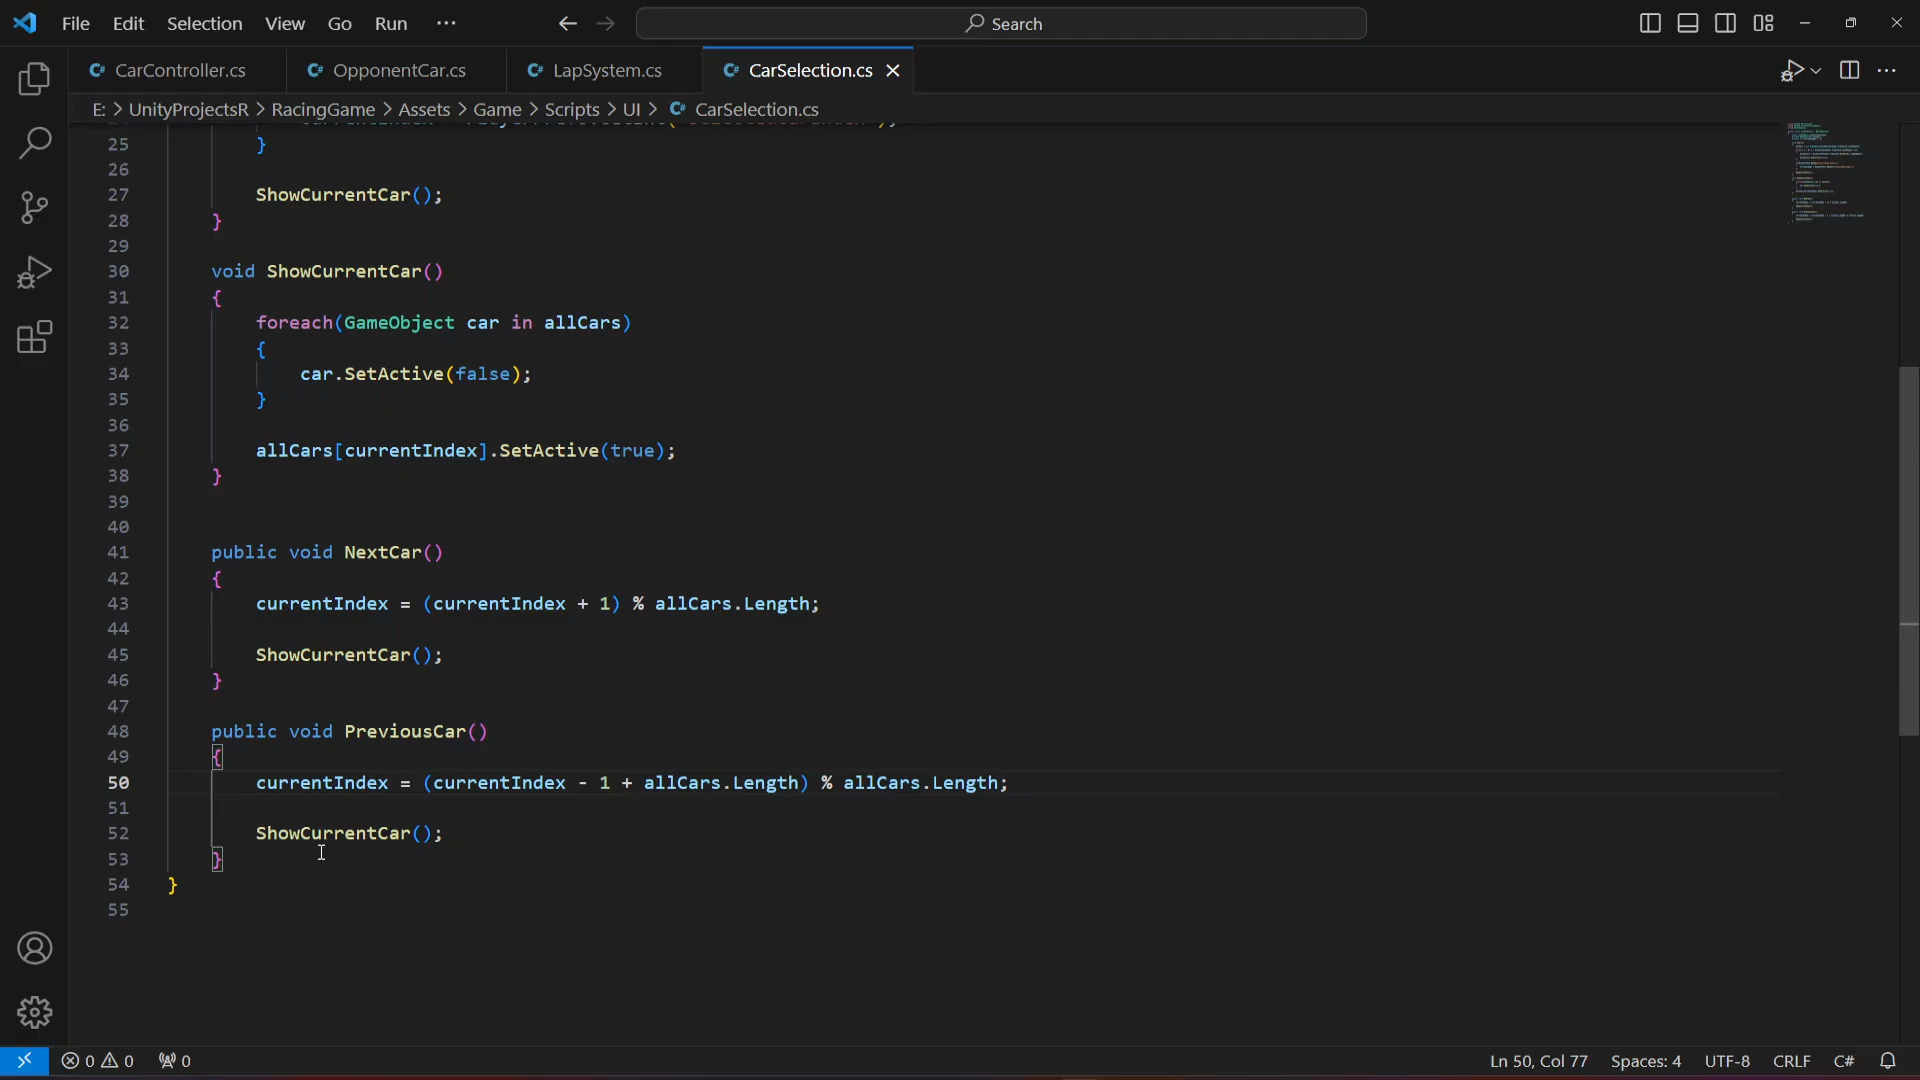 File Edit Selection View Go Run ··· Search
CarController.cs OpponentCar.cs LapSystem.cs CarSelection.cs
E: > UnityProjectsR > RacingGame > Assets > Game > Scripts > UI > CarSelection.cs
25 }
26
27 ShowCurrentCar();
28 }
29
30 void ShowCurrentCar()
31 {
32 foreach(GameObject car in allCars)
33 {
34 car.SetActive(false);
35 }
36
37 allCars[currentIndex].SetActive(true);
38 }
39
40
41 public void NextCar()
42 {
43 currentIndex = (currentIndex + 1) % allCars.Length;
44
45 ShowCurrentCar();
46 }
47
48 public void PreviousCar()
49 {
50 currentIndex = (currentIndex - 1 + allCars.Length) % allCars.Length;
51
52 ShowCurrentCar();
53 }
54 }
55
0 0 0 Ln 50, Col 77 Spaces: 4 UTF-8 CRLF C#